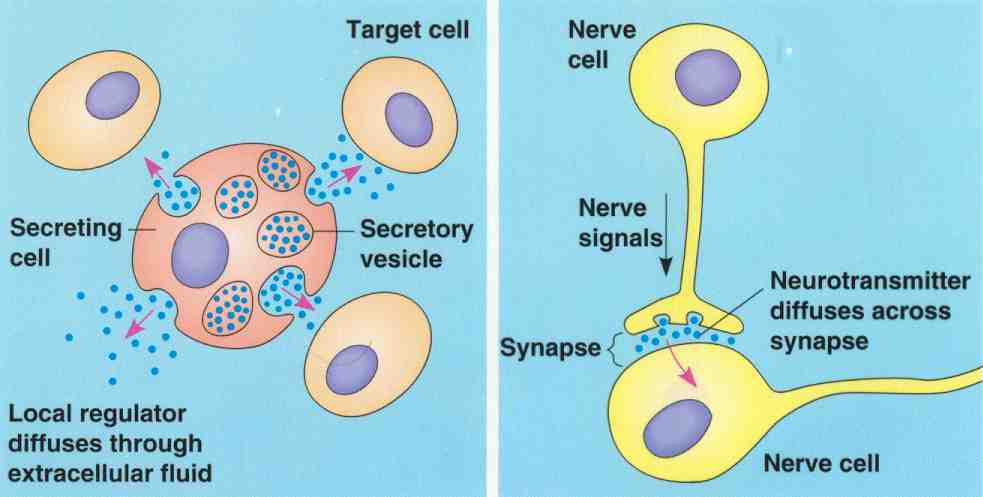 Target cell
Secreting
cell
Secretory
vesicle
Local regulator
diffuses through
extracellular fluid
Nerve
cell
Nerve
signals
Neurotransmitter
diffuses across
synapse
Synapse
Nerve cell